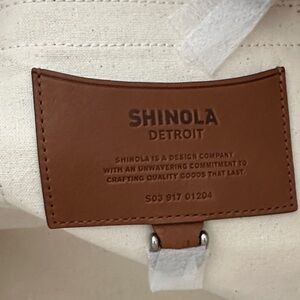 SHINOLA
DETROIT
SHINOLA IS A DESIGN COMPANY
WITH AN UNWAVERING COMMITMENT TO
CRAFTING QUALITY GOODS THAT LAST.
S03 917 01204